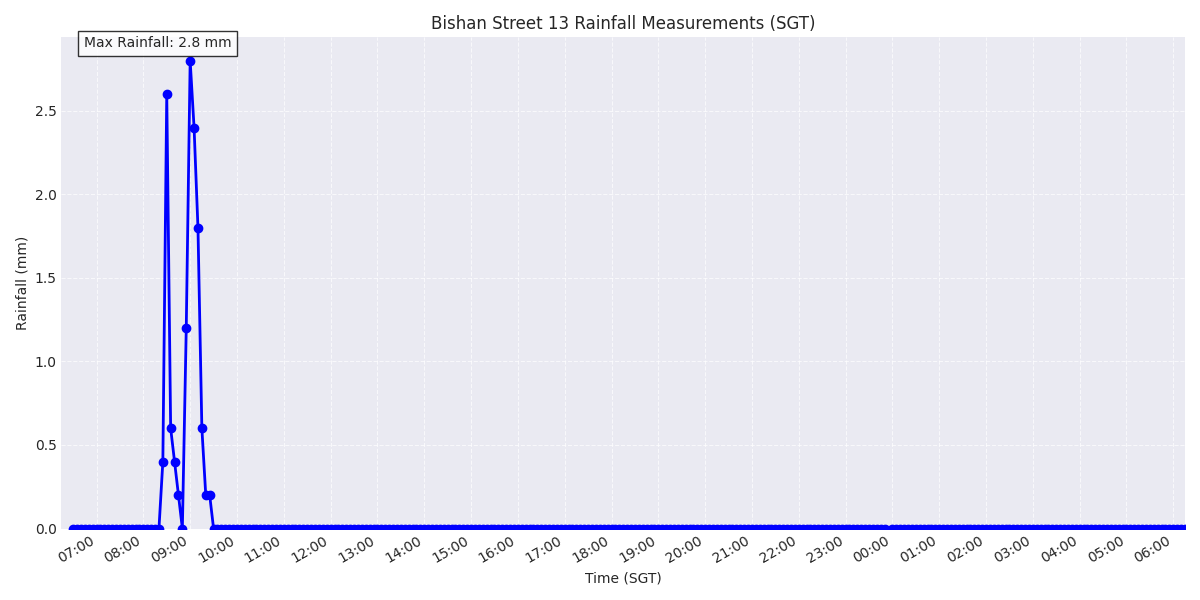 Bishan Street 13 Rainfall Measurements (SGT)
Max Rainfall: 2.8 mm
Rainfall (mm)
2.5
2.0
1.5
1.0
0.5
0.0
07:00 08:00 09:00 10:00 11:00 12:00 13:00 14:00 15:00 16:00 17:00 18:00 19:00 20:00 21:00 22:00 23:00 00:00 01:00 02:00 03:00 04:00 05:00 06:00
Time (SGT)